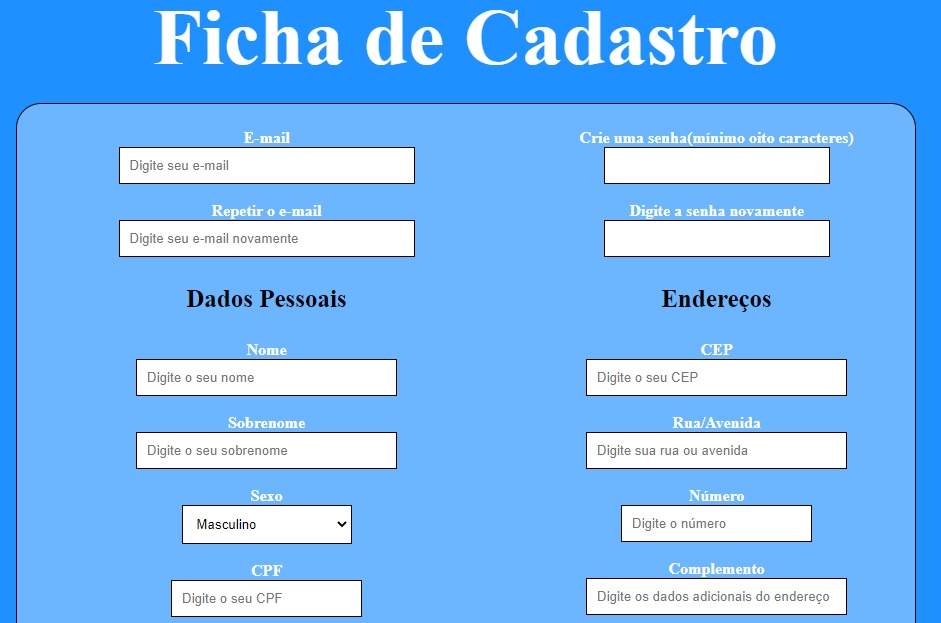 Ficha de Cadastro
E-mail
Digite seu e-mail
Repetir o e-mail
Digite seu e-mail novamente
Dados Pessoais
Nome
Digite o seu nome
Sobrenome
Digite o seu sobrenome
Sexo
Masculino
CPF
Digite o seu CPF
Crie uma senha(mínimo oito caracteres)
Digite a senha novamente
Endereços
CEP
Digite o seu CEP
Rua/Avenida
Digite sua rua ou avenida
Número
Digite o número
Complemento
Digite os dados adicionais do endereço